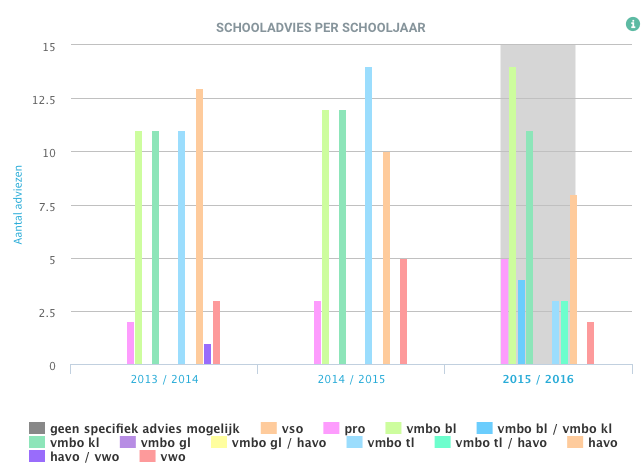 SCHOOLADVIES PER SCHOOLJAAR
i
15
12.5
10
7.5
5
2.5
0
Aantal adviezen
2013 / 2014 2014 / 2015 2015 / 2016
geen specifiek advies mogelijk vso pro vmbo bl vmbo bl / vmbo kl
vmbo kl vmbo gl vmbo gl / havo vmbo tl vmbo tl / havo havo
havo / vwo vwo